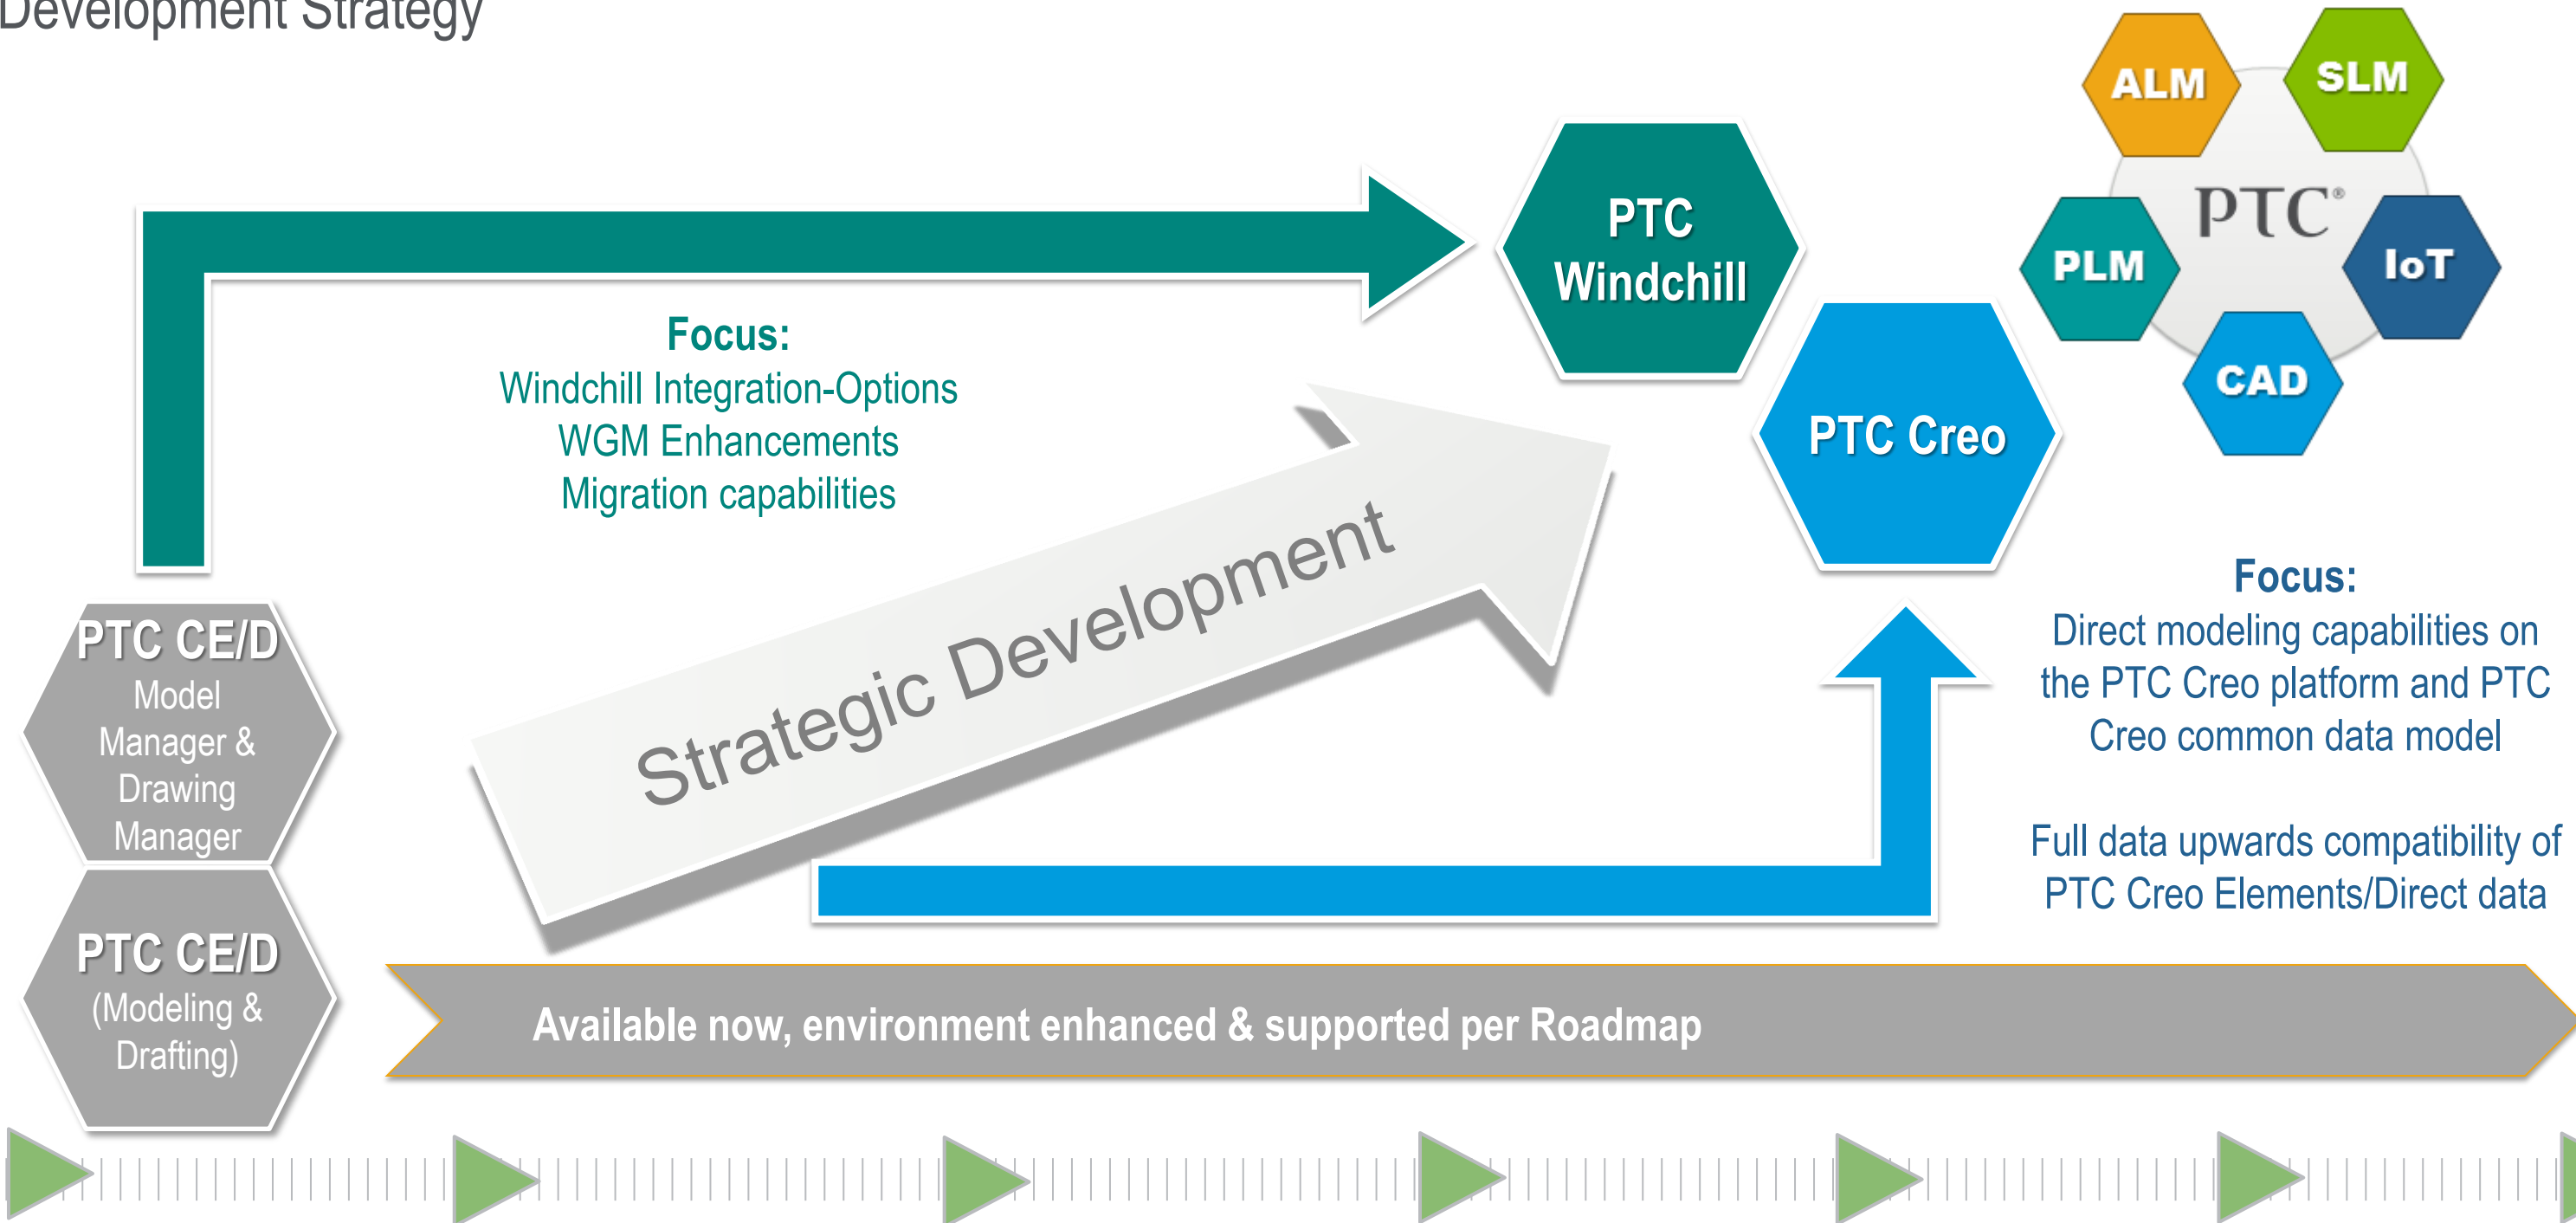 Development Strategy
ALM
SLM
PTC®
PLM
IoT
CAD
PTC
Windchill
PTC Creo
Focus:
Windchill Integration-Options
WGM Enhancements
Migration capabilities
Strategic Development
Focus:
Direct modeling capabilities on
the PTC Creo platform and PTC
Creo common data model
Full data upwards compatibility of
PTC Creo Elements/Direct data
PTC CE/D
Model
Manager &
Drawing
Manager
PTC CE/D
(Modeling &
Drafting)
Available now, environment enhanced & supported per Roadmap